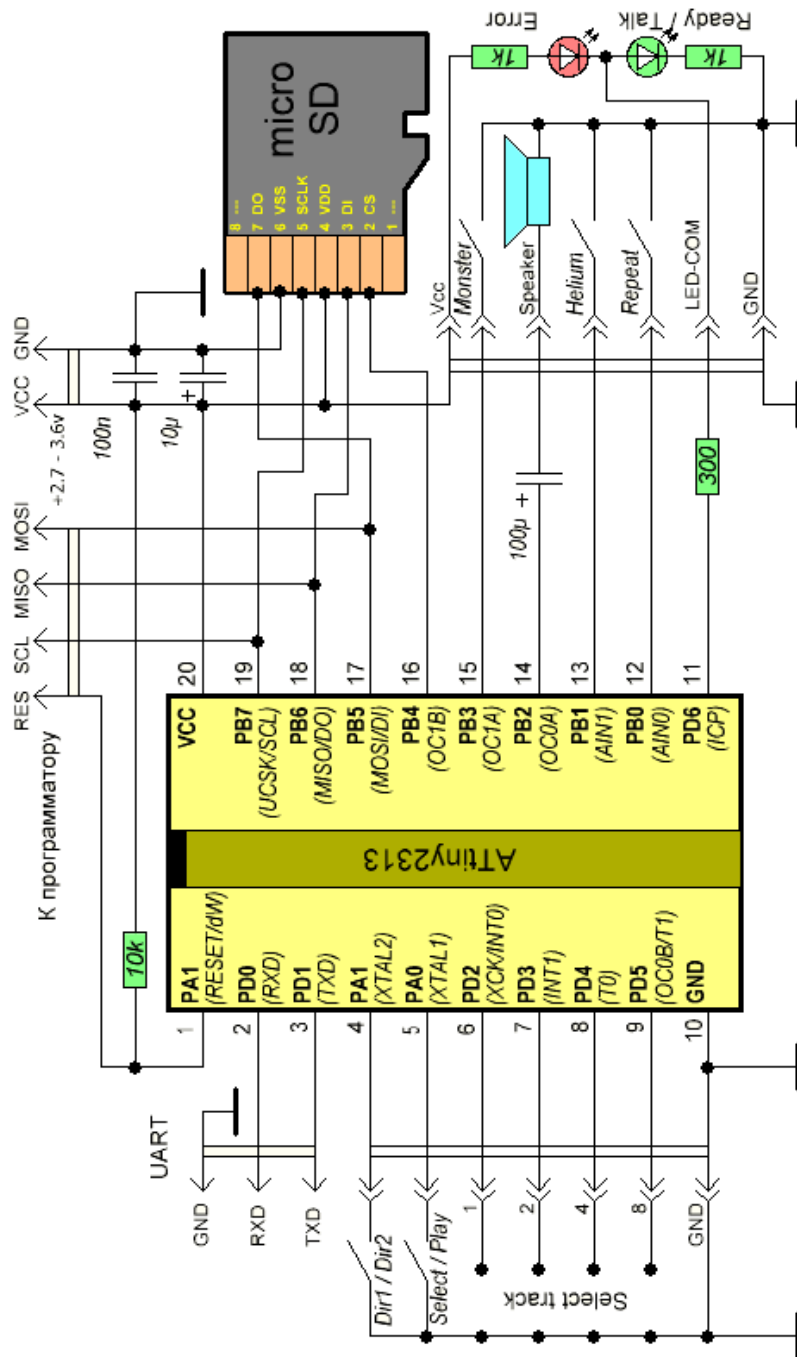 Error
Ready / Talk
1k
1k
micro
SD
8 ---
7 DO
6 VSS
5 SCLK
4 VDD
3 DI
2 CS
1 ---
GND
VCC
+2.7 - 3.6v
100n
10µ
+
Vcc
Monster
Speaker
Helium
Repeat
LED-COM
GND
100µ
+
300
MOSI
MISO
SCL
RES
К программатору
10k
20
19
18
17
16
15
14
13
12
11
VCC
PB7
(UCSK/SCL)
PB6
(MISO/DO)
PB5
(MOSI/DI)
PB4
(OC1B)
PB3
(OC1A)
PB2
(OC0A)
PB1
(AIN1)
PB0
(AIN0)
PD6
(ICP)
ATtiny2313
PA1
(RESET/dW)
PD0
(RXD)
PD1
(TXD)
PA1
(XTAL2)
PA0
(XTAL1)
PD2
(XCK/INT0)
PD3
(INT1)
PD4
(T0)
PD5
(OC0B/T1)
GND
1
2
3
4
5
6
7
8
9
10
UART
GND
RXD
TXD
Dir1 / Dir2
Select / Play
1
2
4
8
GND
Select track